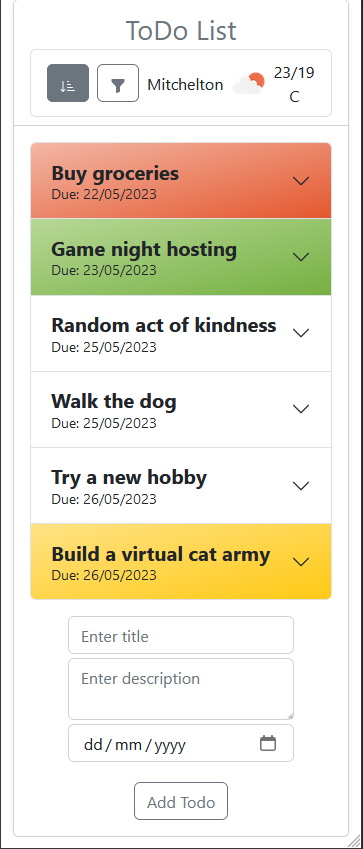 ToDo List
Mitchelton
23/19
C
Buy groceries
Due: 22/05/2023
Game night hosting
Due: 23/05/2023
Random act of kindness
Due: 25/05/2023
Walk the dog
Due: 25/05/2023
Try a new hobby
Due: 26/05/2023
Build a virtual cat army
Due: 26/05/2023
Enter title
Enter description
dd/mm/yyyy
Add Todo